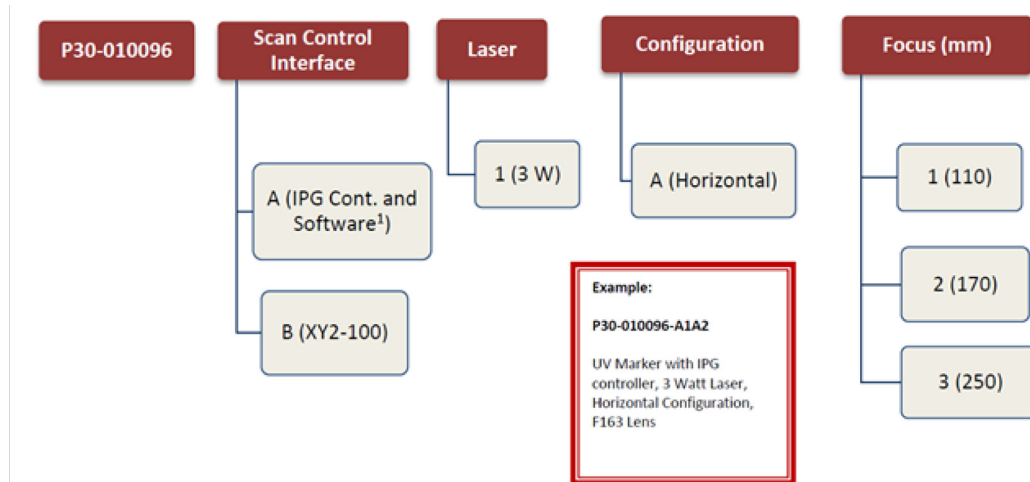 P30-010096
Scan Control
Interface
Laser
Configuration
Focus (mm)
A (IPG Cont. and
Software¹)
B (XY2-100)
1 (3 W)
A (Horizontal)
1 (110)
2 (170)
3 (250)
Example:
P30-010096-A1A2
UV Marker with IPG
controller, 3 Watt Laser,
Horizontal Configuration,
F163 Lens